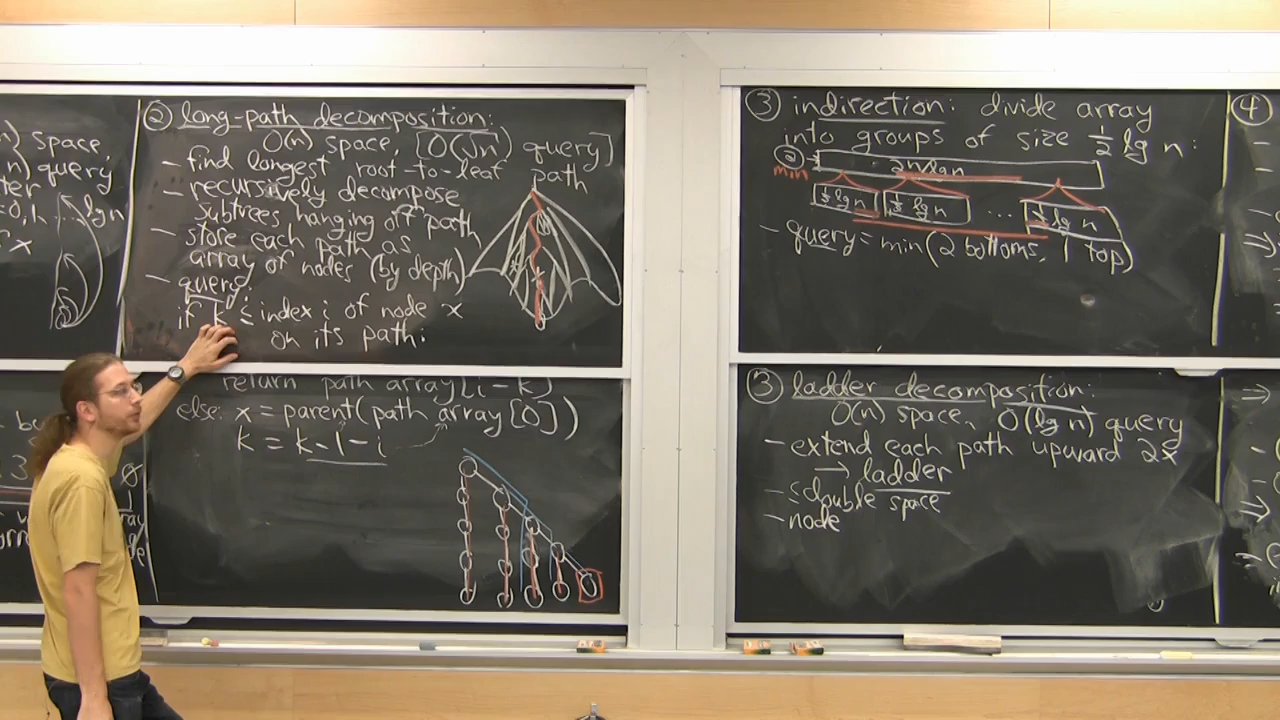 space,
query
lgn
x
② long-path decomposition:
O(n) space, [O(√n) query]
- find longest root-to-leaf path
- recursively decompose
subtrees hanging off path
- store each path as
array of nodes (by depth)
- query:
if k ≤ index i of node x
on its path:
return path array[i-k]
else: x = parent(path array[0])
k = k-1-i
③ indirection: divide array
into groups of size ½ lg n:
②
min
2n/lgn
½ lg n
½ lg n
...
½ lg n
- query = min(2 bottoms, 1 top)
③ ladder decomposition:
O(n) space, O(lg n) query
- extend each path upward 2x
→ ladder
- ≤ double space
- node
④